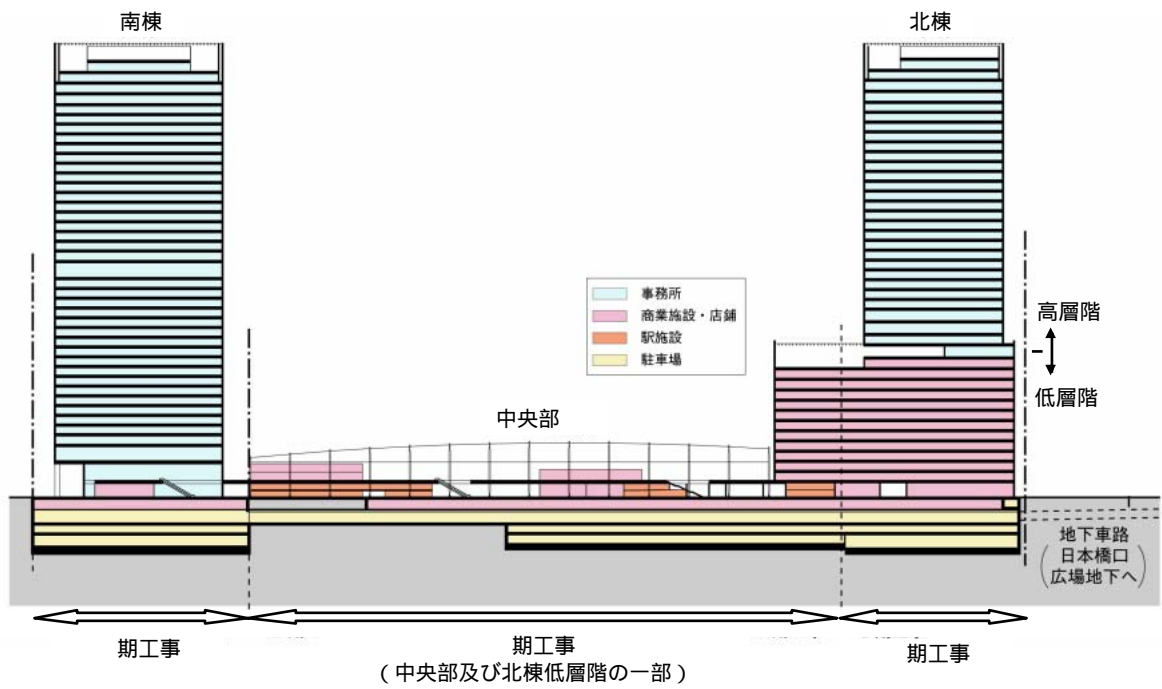 南棟
北棟
事務所
商業施設・店舗
駅施設
駐車場
高層階
低層階
中央部
地下車路
(日本橋口)
広場地下へ
期工事
期工事
(中央部及び北棟低層階の一部)
期工事